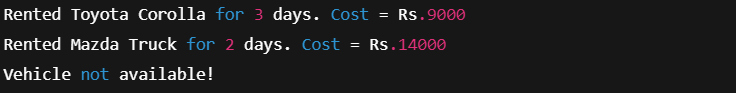 Rented Toyota Corolla for 3 days. Cost = Rs.9000
Rented Mazda Truck for 2 days. Cost = Rs.14000
Vehicle not available!